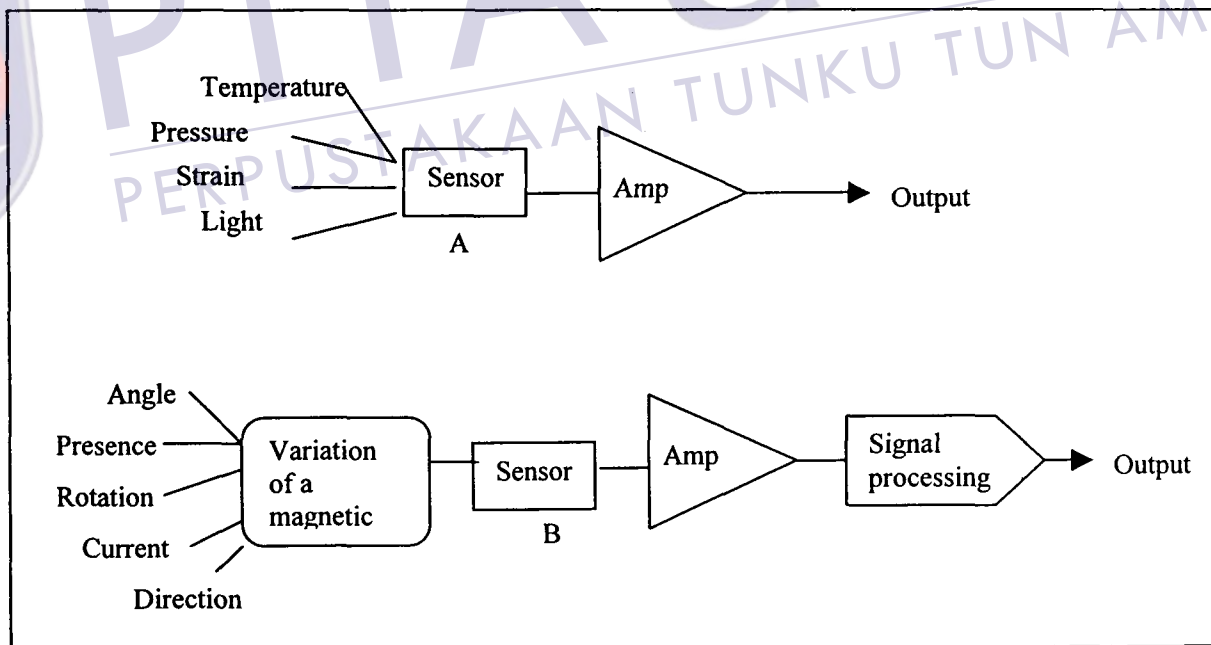 PERPUSTAKAAN TUNKU TUN AM
Temperature
Pressure
Strain
Light
Sensor
A
Amp
Output
Angle
Presence
Rotation
Current
Direction
Variation
of a
magnetic
Sensor
B
Amp
Signal
processing
Output